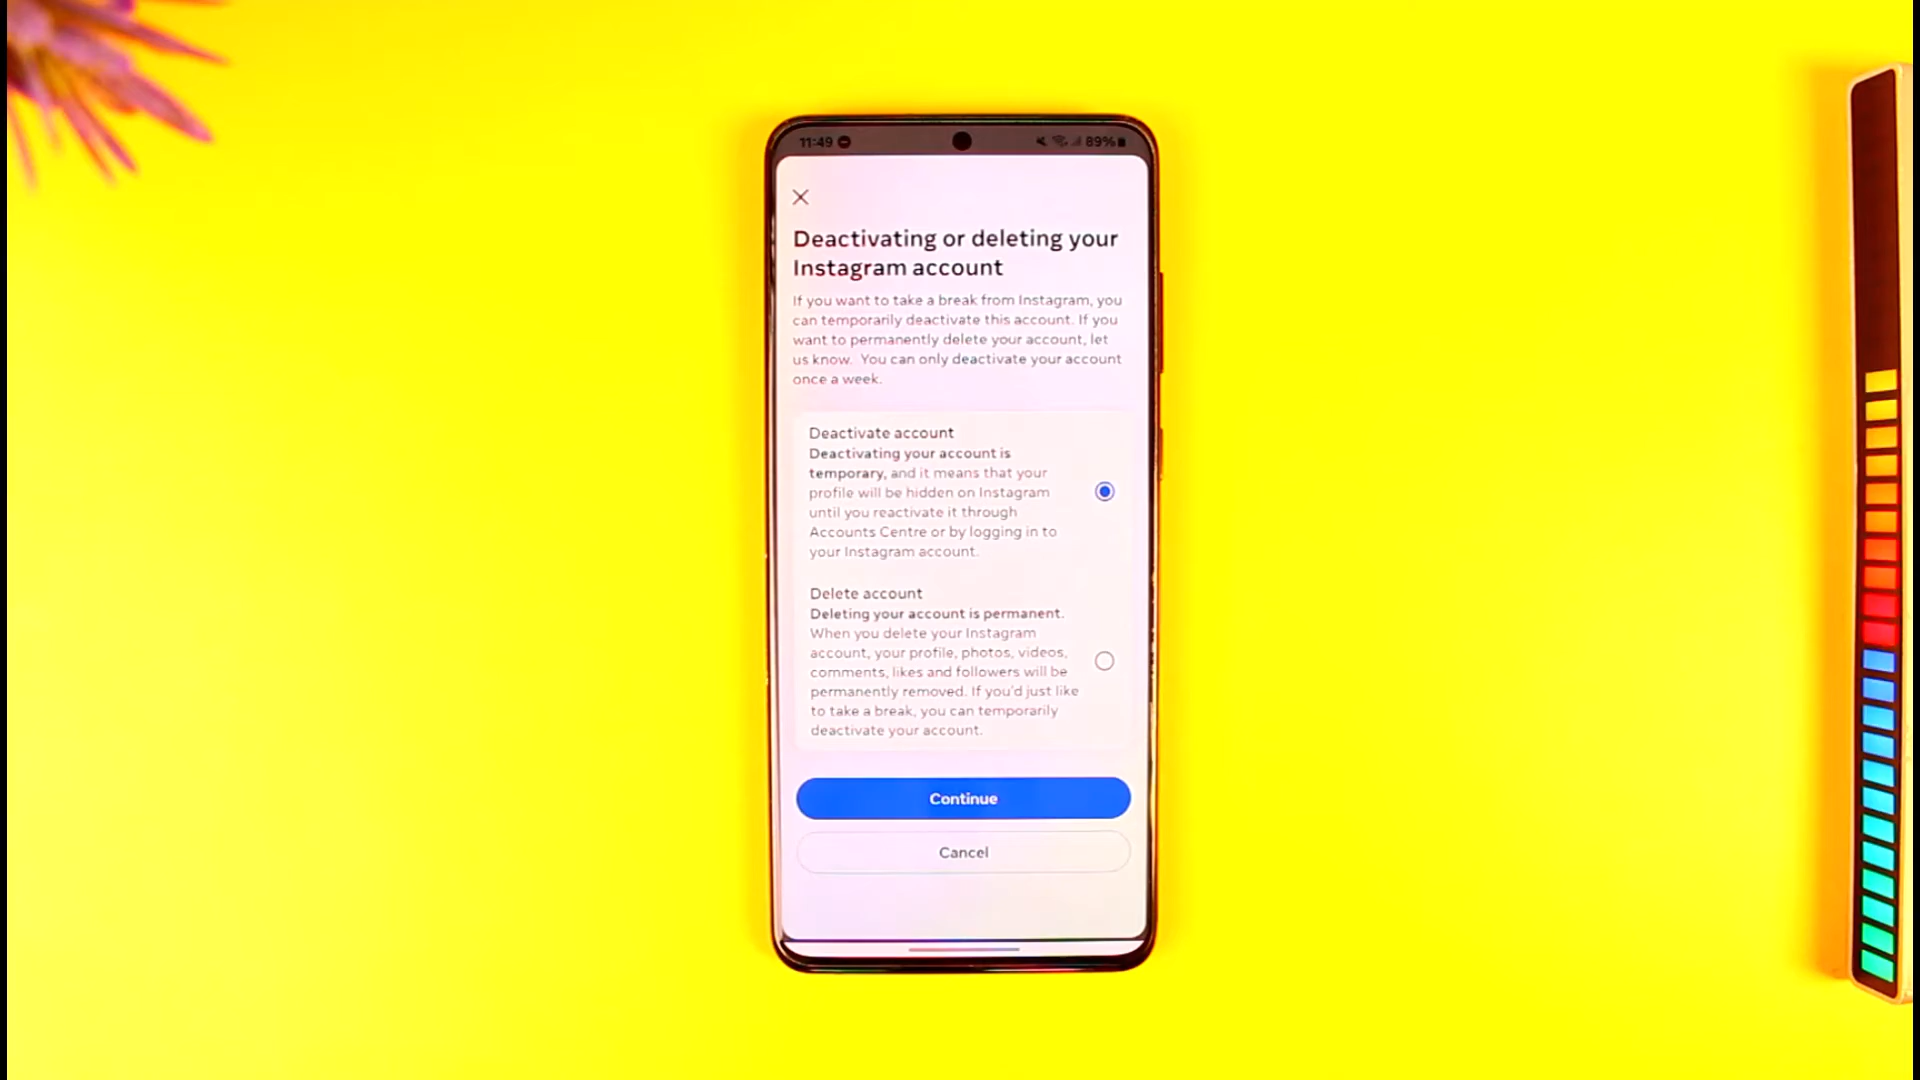 11:49
89%
Deactivating or deleting your
Instagram account
If you want to take a break from Instagram, you
can temporarily deactivate this account. If you
want to permanently delete your account, let
us know. You can only deactivate your account
once a week.
Deactivate account
Deactivating your account is
temporary, and it means that your
profile will be hidden on Instagram
until you reactivate it through
Accounts Centre or by logging in to
your Instagram account.
Delete account
Deleting your account is permanent.
When you delete your Instagram
account, your profile, photos, videos,
comments, likes and followers will be
permanently removed. If you'd just like
to take a break, you can temporarily
deactivate your account.
Continue
Cancel